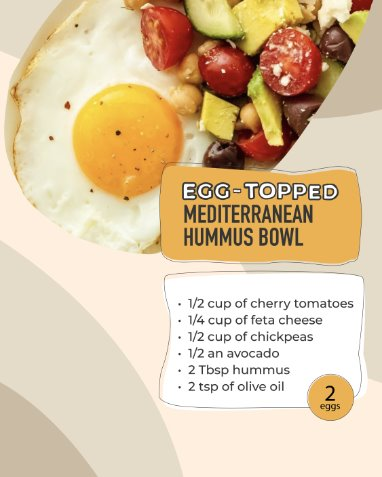 EGG-TOPPED
MEDITERRANEAN
HUMMUS BOWL
• 1/2 cup of cherry tomatoes
• 1/4 cup of feta cheese
• 1/2 cup of chickpeas
• 1/2 an avocado
• 2 Tbsp hummus
• 2 tsp of olive oil
2
eggs